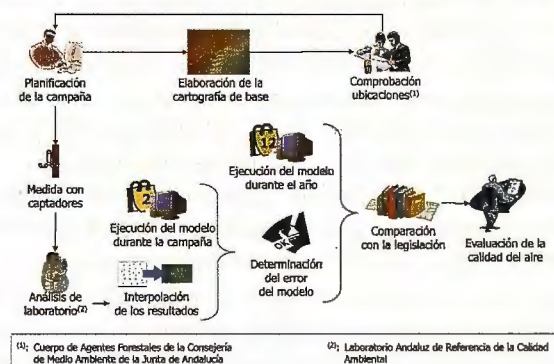 Planificación
de la campaña
Elaboración de la
cartografía de base
Comprobación
ubicaciones(1)
Medida con
captadores
12
Ejecución del modelo
durante el año
2
Ejecución del modelo
durante la campaña
Comparación
con la legislación
Evaluación de la
calidad del aire
Determinación
del error
del modelo
Análisis de
laboratorio(2)
Interpolación
de los resultados
(1): Cuerpo de Agentes Forestales de la Consejería
de Medio Ambiente de la Junta de Andalucía
(2): Laboratorio Andaluz de Referencia de la Calidad
Ambiental